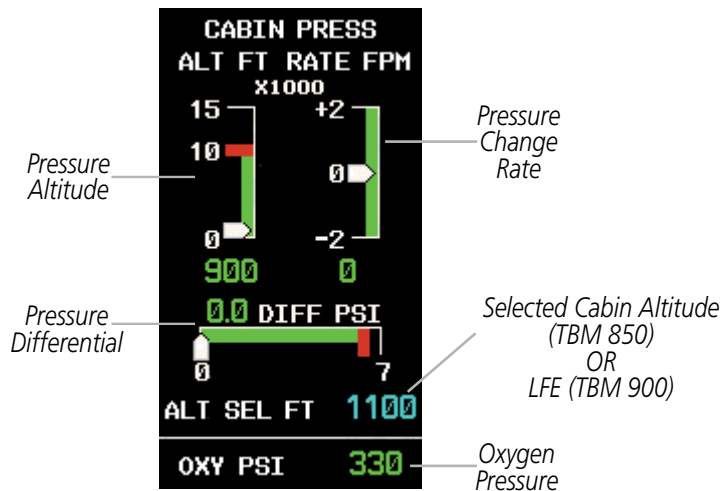 CABIN PRESS
ALT FT RATE FPM
X1000
15 +2
10
0
0 -2
900 0
0.0 DIFF PSI
0 7
ALT SEL FT 1100
OXY PSI 330
Pressure
Altitude
Pressure
Differential
Pressure
Change
Rate
Selected Cabin Altitude
(TBM 850)
OR
LFE (TBM 900)
Oxygen
Pressure